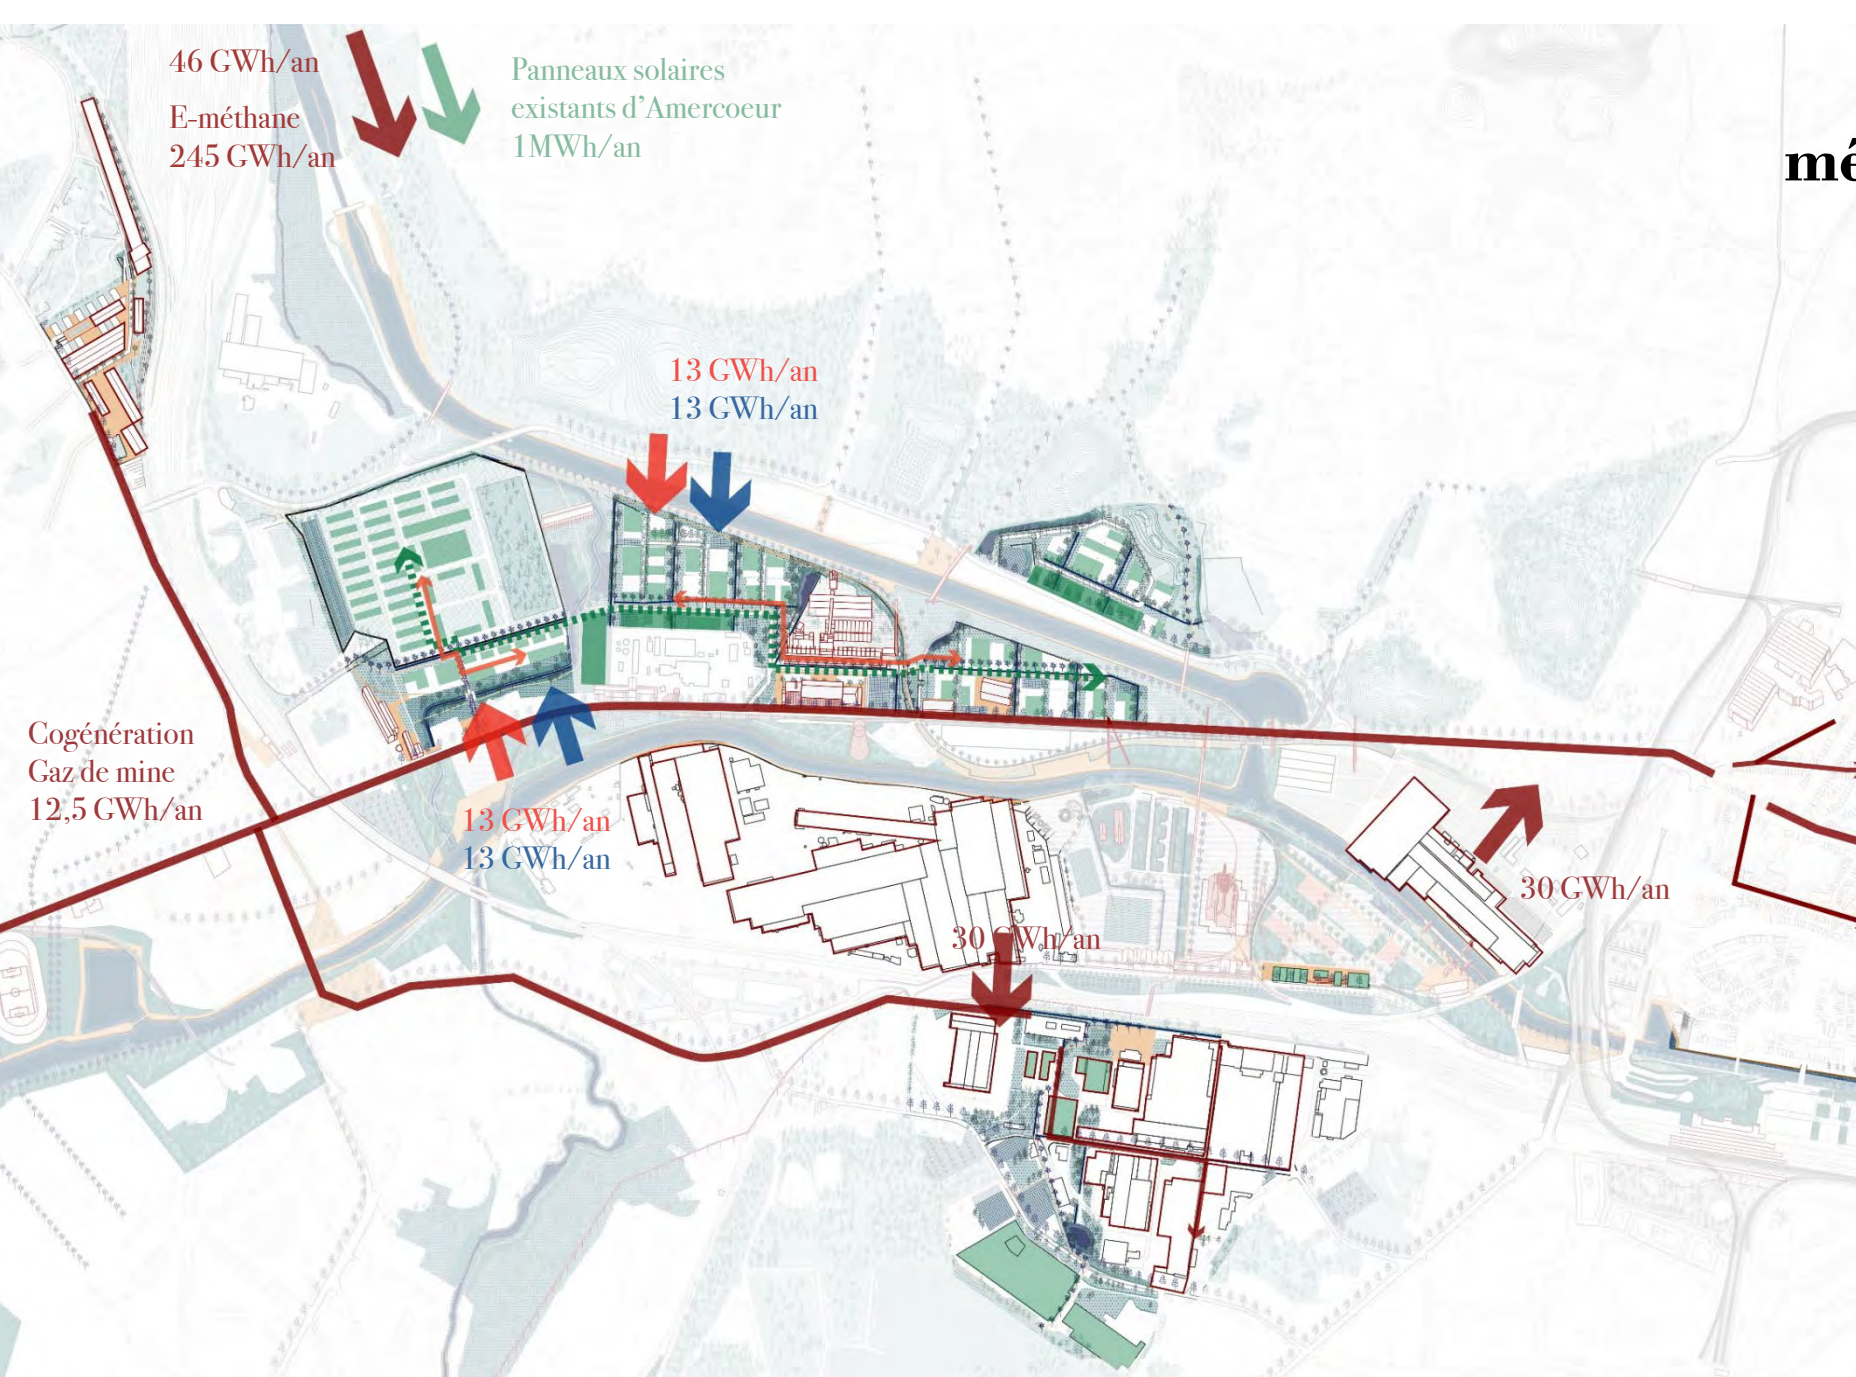 46 GWh/an
E-méthane
245 GWh/an
Panneaux solaires
existants d'Amercoeur
1MWh/an
mé
13 GWh/an
13 GWh/an
Cogénération
Gaz de mine
12,5 GWh/an
13 GWh/an
13 GWh/an
30 GWh/an
30 GWh/an